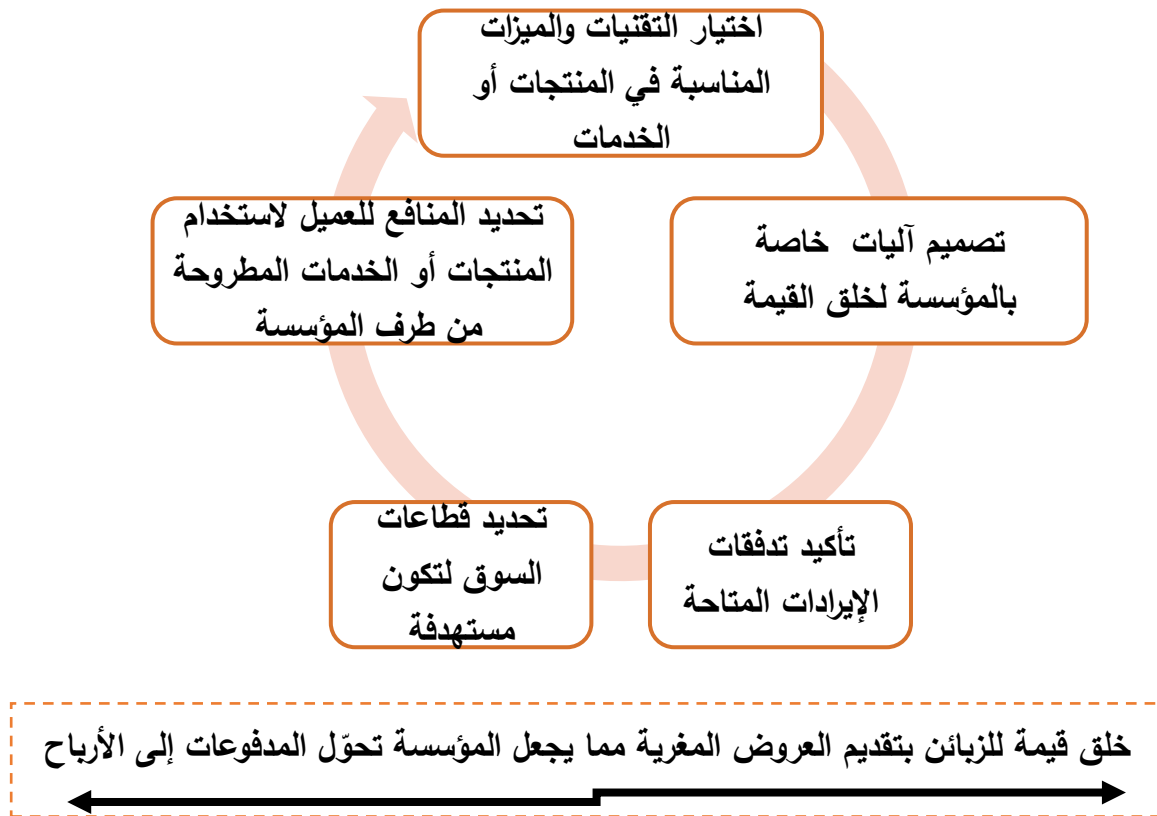 اختيار التقنيات والميزات
المناسبة في المنتجات أو
الخدمات
تصميم آليات خاصة
بالمؤسسة لخلق القيمة
تأكيد تدفقات
الإيرادات المتاحة
تحديد قطاعات
السوق لتكون
مستهدفة
تحديد المنافع للعميل لاستخدام
المنتجات أو الخدمات المطروحة
من طرف المؤسسة
خلق قيمة للزبائن بتقديم العروض المغرية مما يجعل المؤسسة تحوّل المدفوعات إلى الأرباح